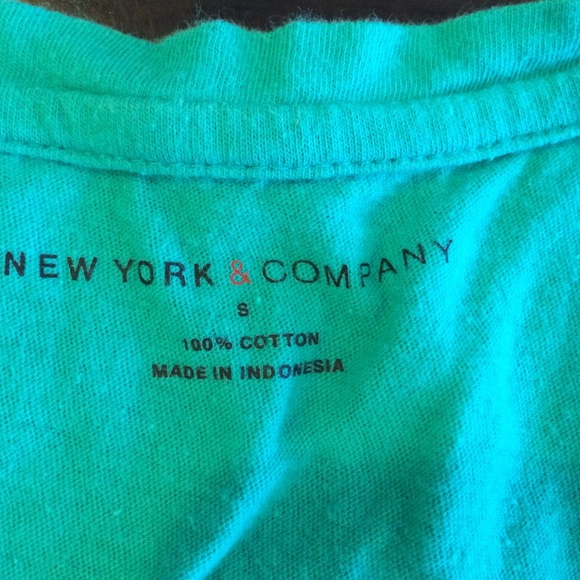 NEW YORK & COMPANY
S
100% COTTON
MADE IN INDONESIA